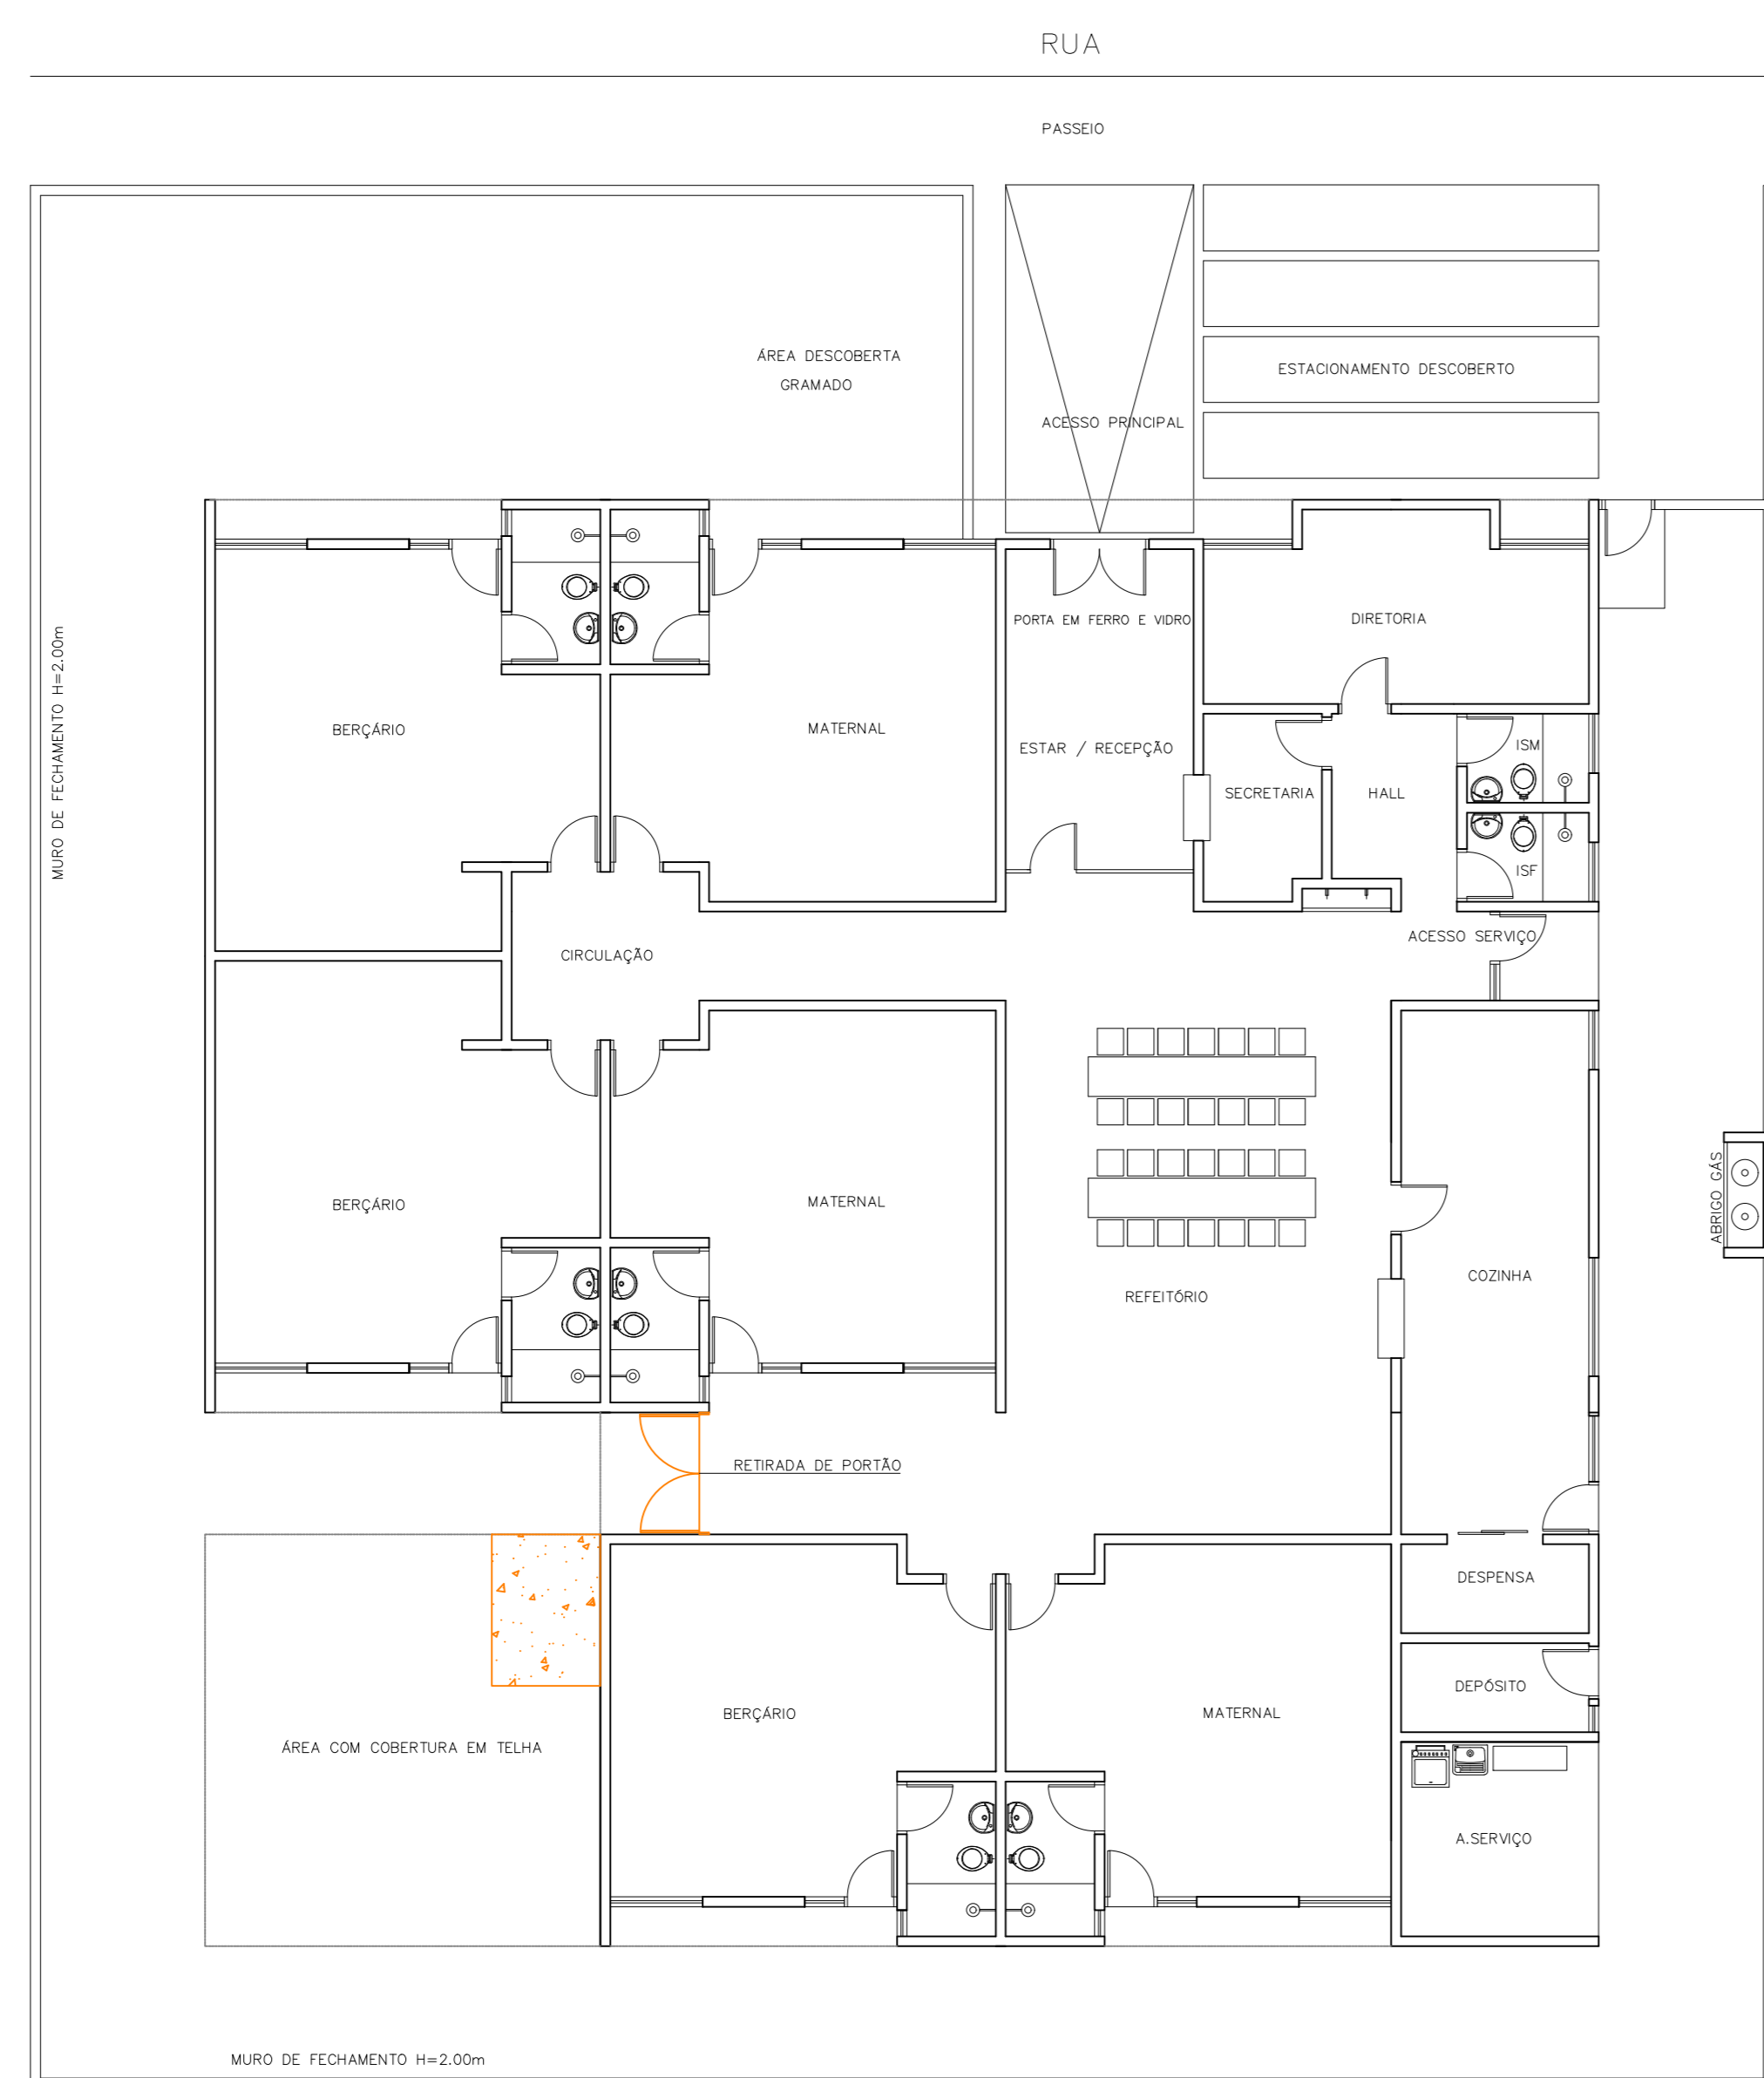 RUA
PASSEIO
ÁREA DESCOBERTA
GRAMADO
ESTACIONAMENTO DESCOBERTO
ACESSO PRINCIPAL
MURO DE FECHAMENTO H=2.00m
PORTA EM FERRO E VIDRO
DIRETORIA
BERÇÁRIO
MATERNAL
ESTAR / RECEPÇÃO
ISM
SECRETARIA
HALL
ISF
ACESSO SERVIÇO
CIRCULAÇÃO
BERÇÁRIO
MATERNAL
ABRIGO GÁS
COZINHA
REFEITÓRIO
RETIRADA DE PORTÃO
DESPENSA
DEPÓSITO
BERÇÁRIO
MATERNAL
ÁREA COM COBERTURA EM TELHA
A.SERVIÇO
MURO DE FECHAMENTO H=2.00m